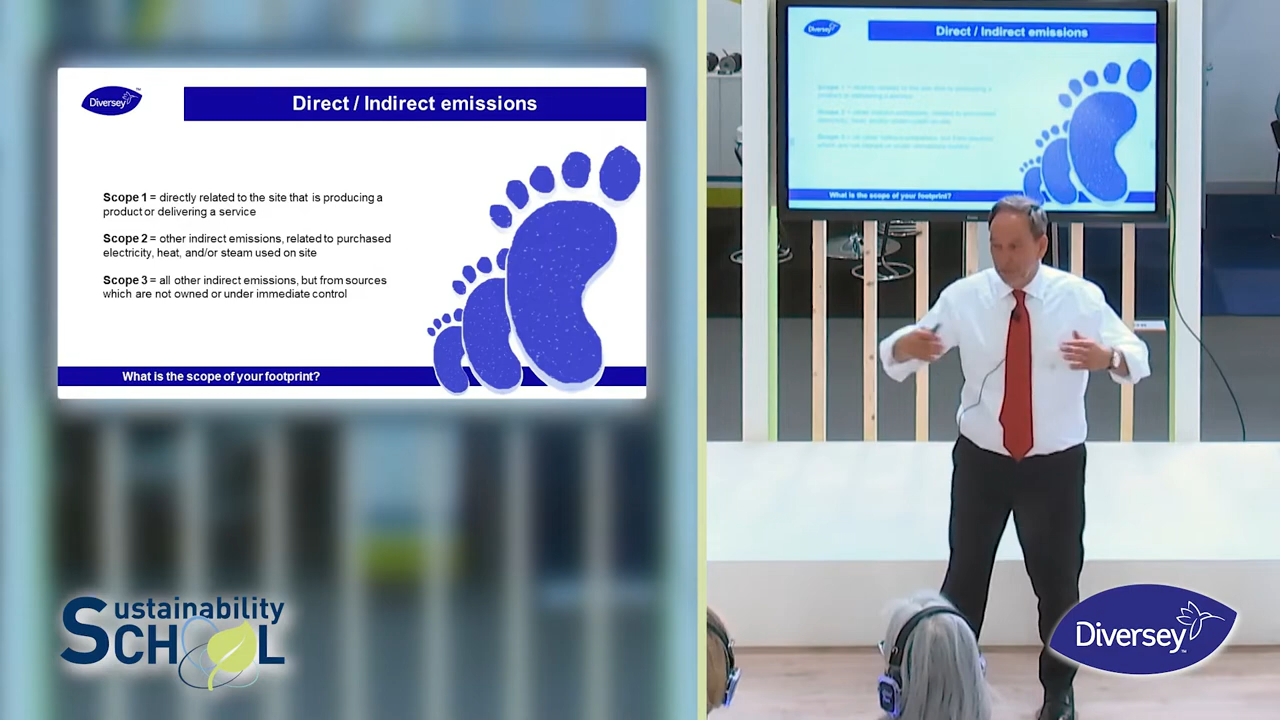 Diversey™
Direct / Indirect emissions
Scope 1 = directly related to the site that is producing a
product or delivering a service
Scope 2 = other indirect emissions, related to purchased
electricity, heat, and/or steam used on site
Scope 3 = all other indirect emissions, but from sources
which are not owned or under immediate control
What is the scope of your footprint?
Sustainability
SCHOOL
Diversey
Direct / Indirect emissions
What is the scope of your footprint?
Diversey™